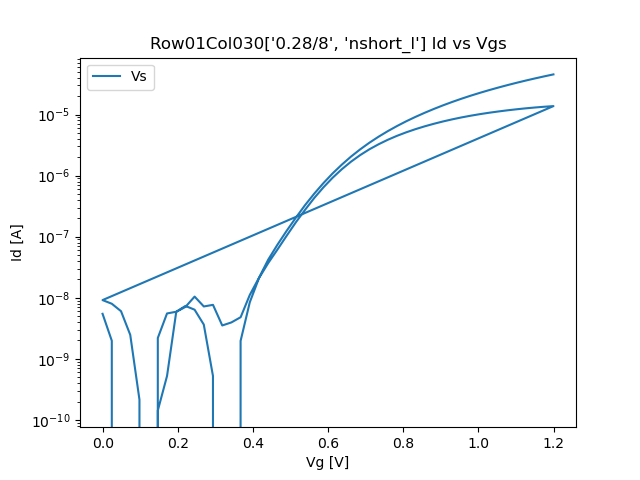 Row01Col030['0.28/8', 'nshort_l'] Id vs Vgs
Vs
Id [A]
10⁻⁵
10⁻⁶
10⁻⁷
10⁻⁸
10⁻⁹
10⁻¹⁰
0.0 0.2 0.4 0.6 0.8 1.0 1.2
Vg [V]